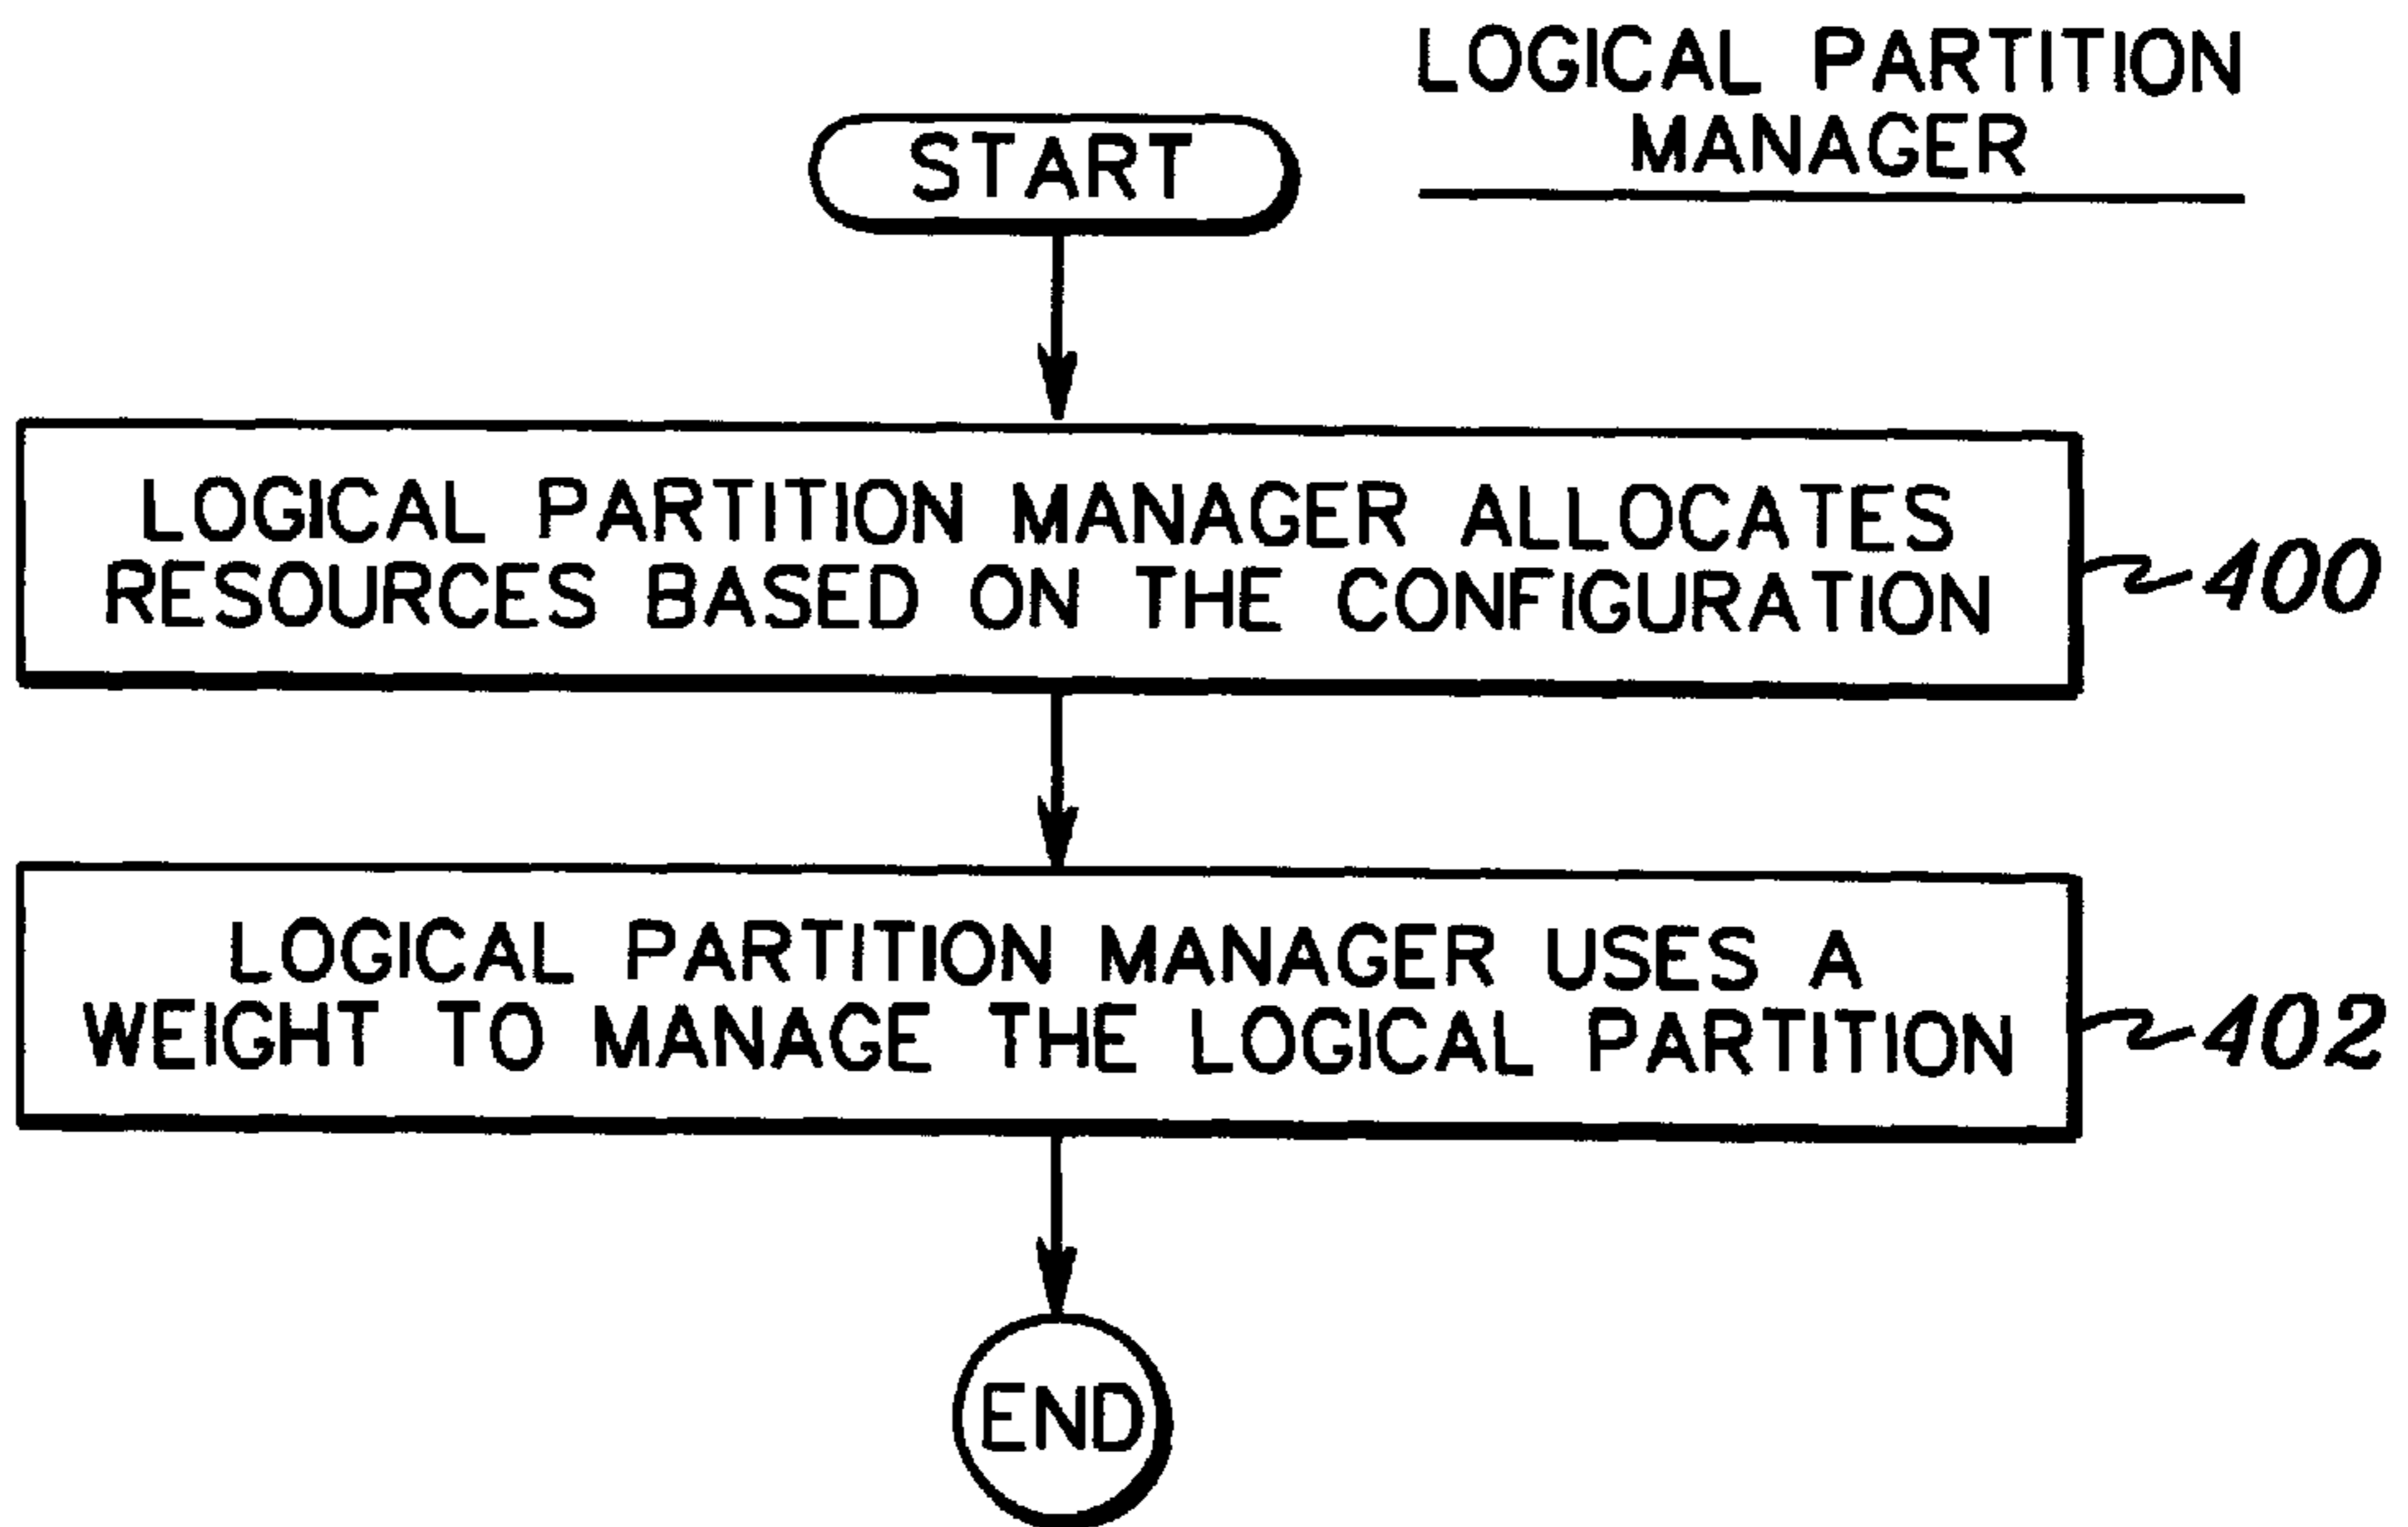 LOGICAL PARTITION
MANAGER
START
LOGICAL PARTITION MANAGER ALLOCATES
RESOURCES BASED ON THE CONFIGURATION
400
LOGICAL PARTITION MANAGER USES A
WEIGHT TO MANAGE THE LOGICAL PARTITION
402
END